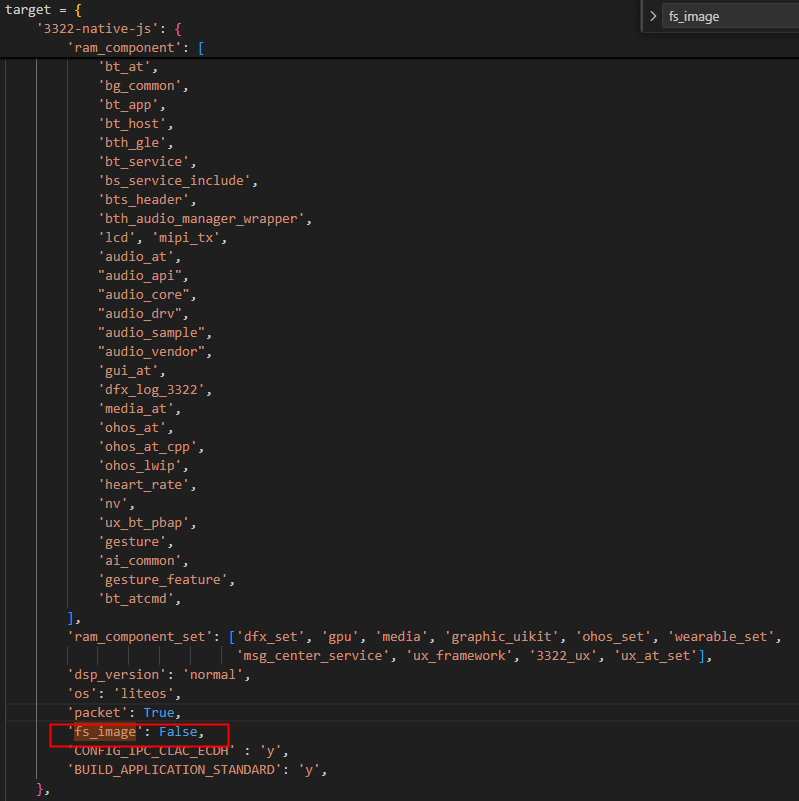 target = {
fs_image
'3322-native-js': {
'ram_component': [
'bt_at',
'bg_common',
'bt_app',
'bt_host',
'bth_gle',
'bt_service',
'bs_service_include',
'bts_header',
'bth_audio_manager_wrapper',
'lcd', 'mipi_tx',
'audio_at',
"audio_api",
"audio_core",
"audio_drv",
"audio_sample",
"audio_vendor",
'gui_at',
'dfx_log_3322',
'media_at',
'ohos_at',
'ohos_at_cpp',
'ohos_lwip',
'heart_rate',
'nv',
'ux_bt_pbap',
'gesture',
'ai_common',
'gesture_feature',
'bt_atcmd',
],
'ram_component_set': ['dfx_set', 'gpu', 'media', 'graphic_uikit', 'ohos_set', 'wearable_set',
'msg_center_service', 'ux_framework', '3322_ux', 'ux_at_set'],
'dsp_version': 'normal',
'os': 'liteos',
'packet': True,
'fs_image': False,
'CONFIG_IPC_CLAC_ECDH' : 'y',
'BUILD_APPLICATION_STANDARD': 'y',
},